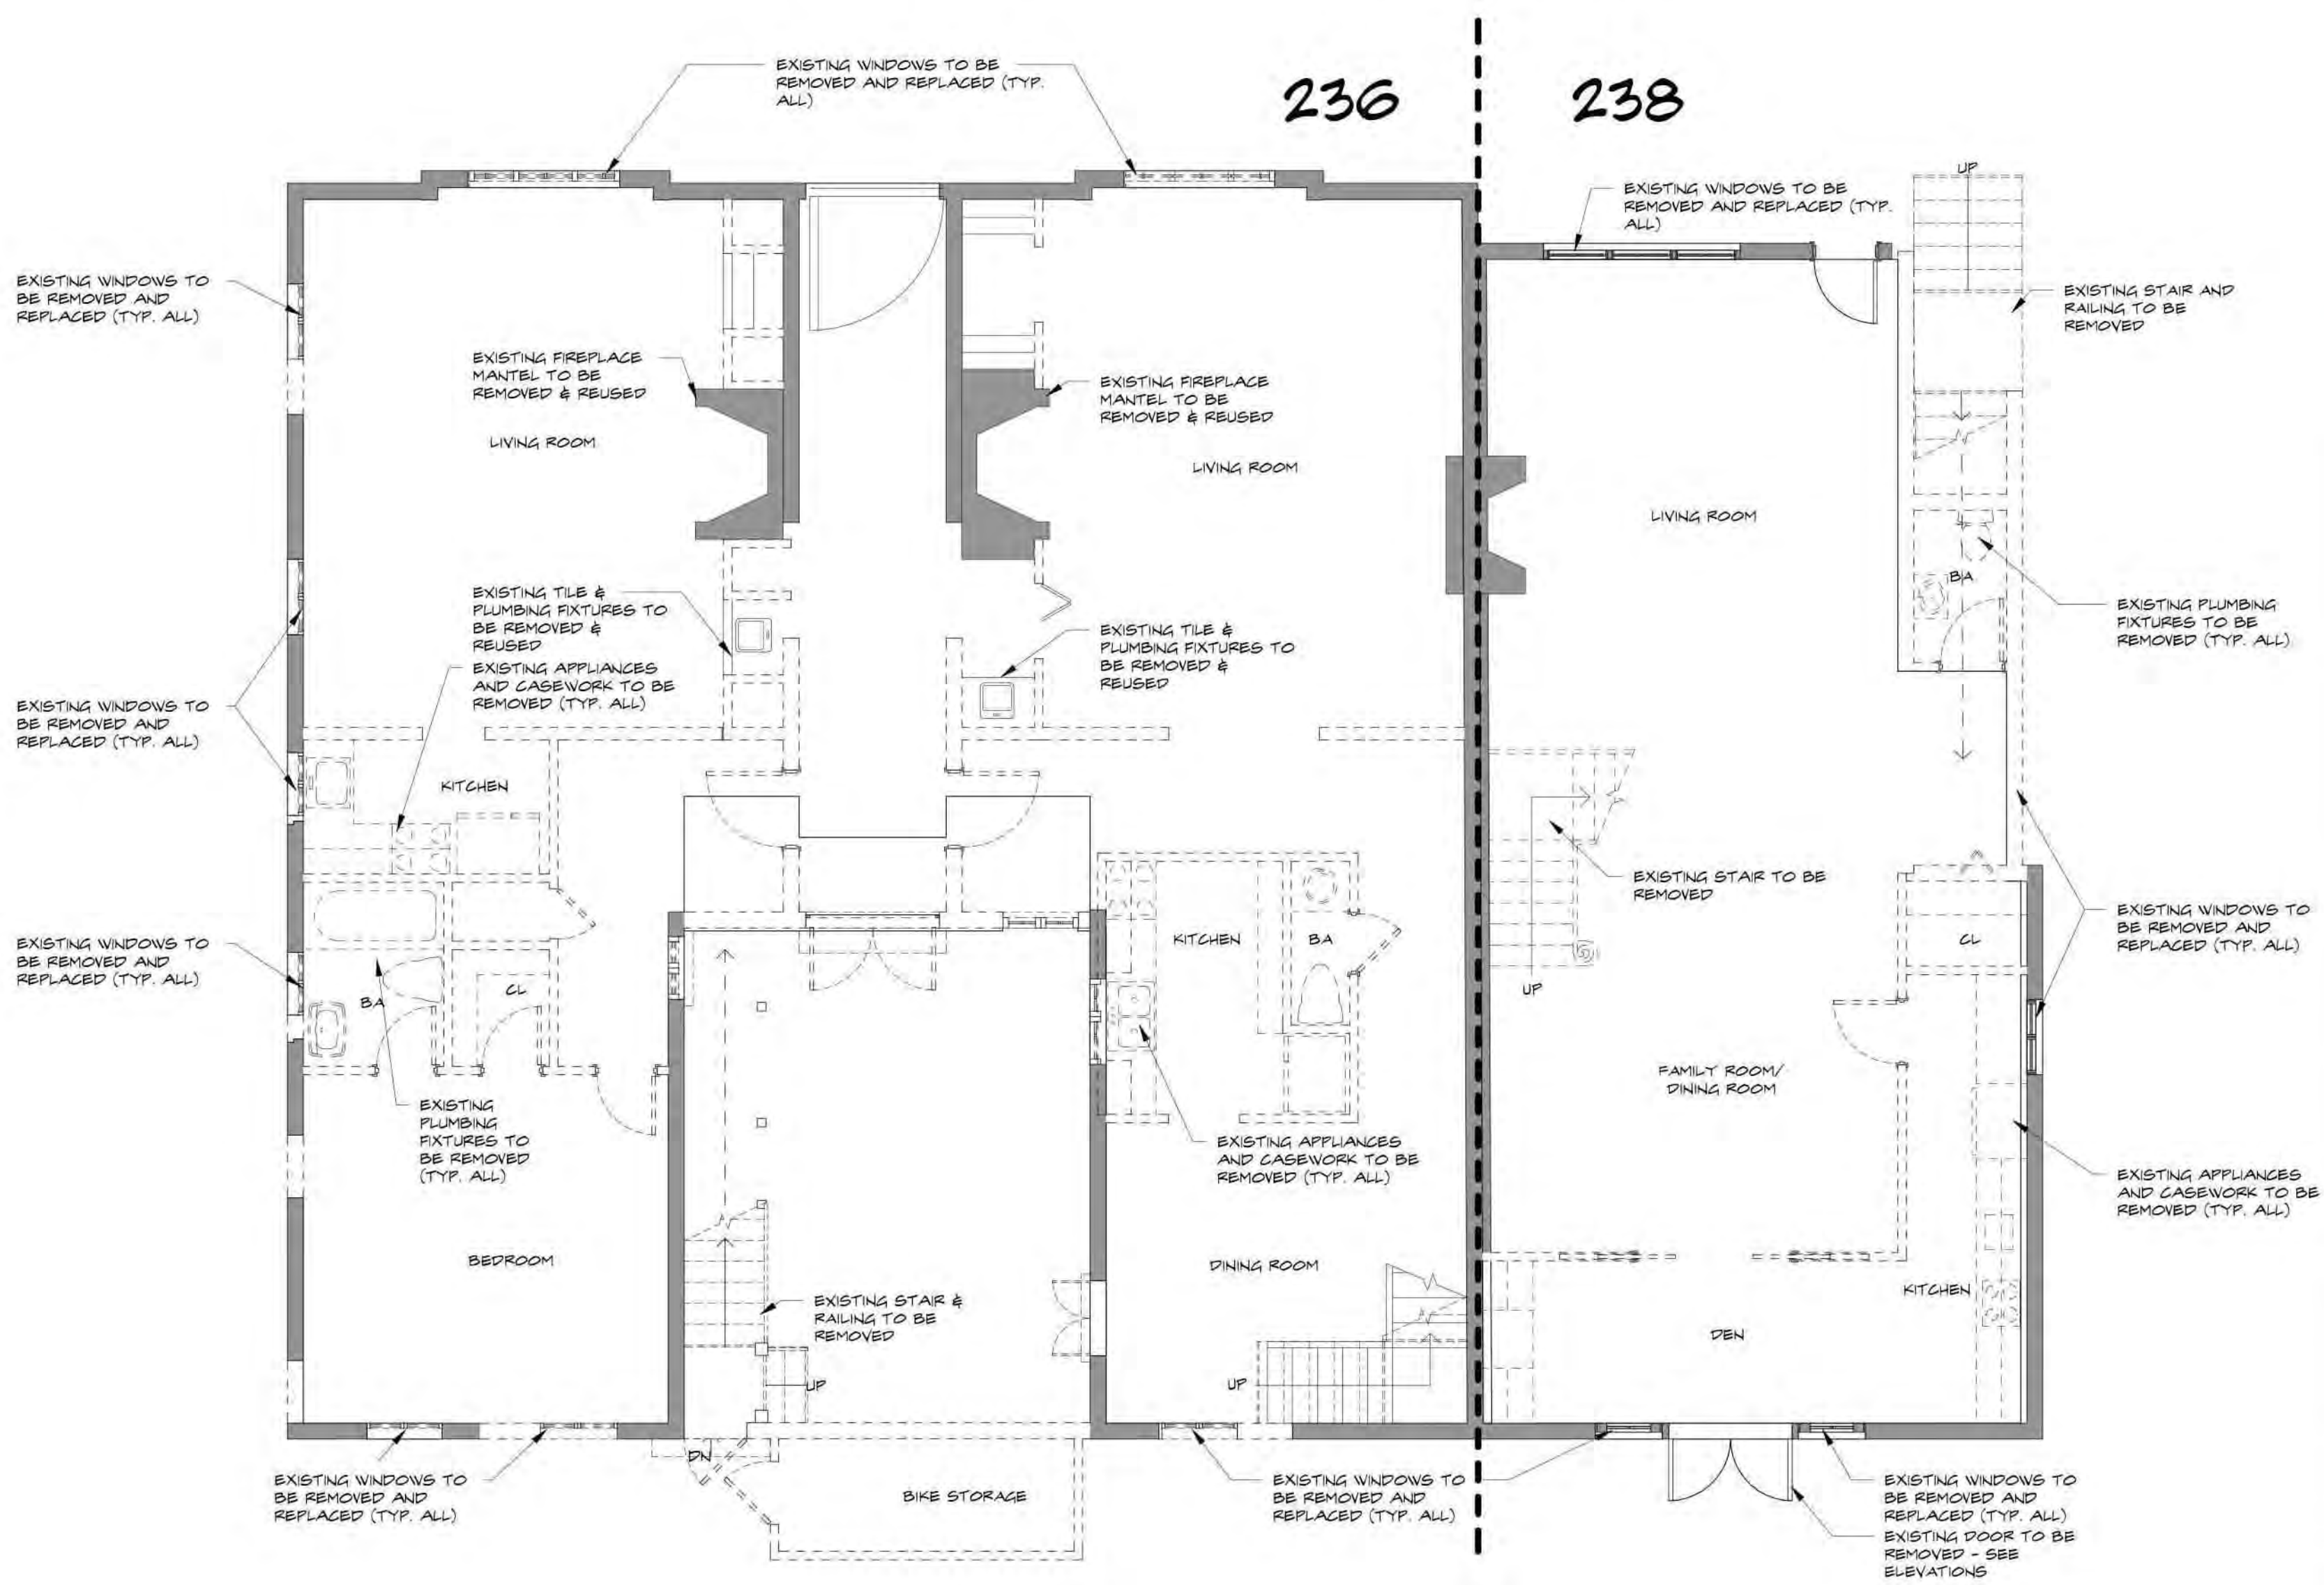 EXISTING WINDOWS TO BE
REMOVED AND REPLACED (TYP.
ALL)
236
238
UP
EXISTING WINDOWS TO BE
REMOVED AND REPLACED (TYP.
ALL)
EXISTING WINDOWS TO
BE REMOVED AND
REPLACED (TYP. ALL)
EXISTING STAIR AND
RAILING TO BE
REMOVED
EXISTING FIREPLACE
MANTEL TO BE
REMOVED & REUSED
EXISTING FIREPLACE
MANTEL TO BE
REMOVED & REUSED
LIVING ROOM
LIVING ROOM
LIVING ROOM
BA
EXISTING TILE &
PLUMBING FIXTURES TO
BE REMOVED &
REUSED
EXISTING APPLIANCES
AND CASEWORK TO BE
REMOVED (TYP. ALL)
EXISTING TILE &
PLUMBING FIXTURES TO
BE REMOVED &
REUSED
EXISTING PLUMBING
FIXTURES TO BE
REMOVED (TYP. ALL)
EXISTING WINDOWS TO
BE REMOVED AND
REPLACED (TYP. ALL)
KITCHEN
EXISTING STAIR TO BE
REMOVED
EXISTING WINDOWS TO
BE REMOVED AND
REPLACED (TYP. ALL)
EXISTING WINDOWS TO
BE REMOVED AND
REPLACED (TYP. ALL)
KITCHEN
BA
CL
UP
BA
CL
FAMILY ROOM/
DINING ROOM
EXISTING
PLUMBING
FIXTURES TO
BE REMOVED
(TYP. ALL)
EXISTING APPLIANCES
AND CASEWORK TO BE
REMOVED (TYP. ALL)
EXISTING APPLIANCES
AND CASEWORK TO BE
REMOVED (TYP. ALL)
BEDROOM
DINING ROOM
KITCHEN
EXISTING STAIR &
RAILING TO BE
REMOVED
DEN
UP
UP
DN
BIKE STORAGE
EXISTING WINDOWS TO
BE REMOVED AND
REPLACED (TYP. ALL)
EXISTING WINDOWS TO
BE REMOVED AND
REPLACED (TYP. ALL)
EXISTING WINDOWS TO
BE REMOVED AND
REPLACED (TYP. ALL)
EXISTING DOOR TO BE
REMOVED - SEE
ELEVATIONS